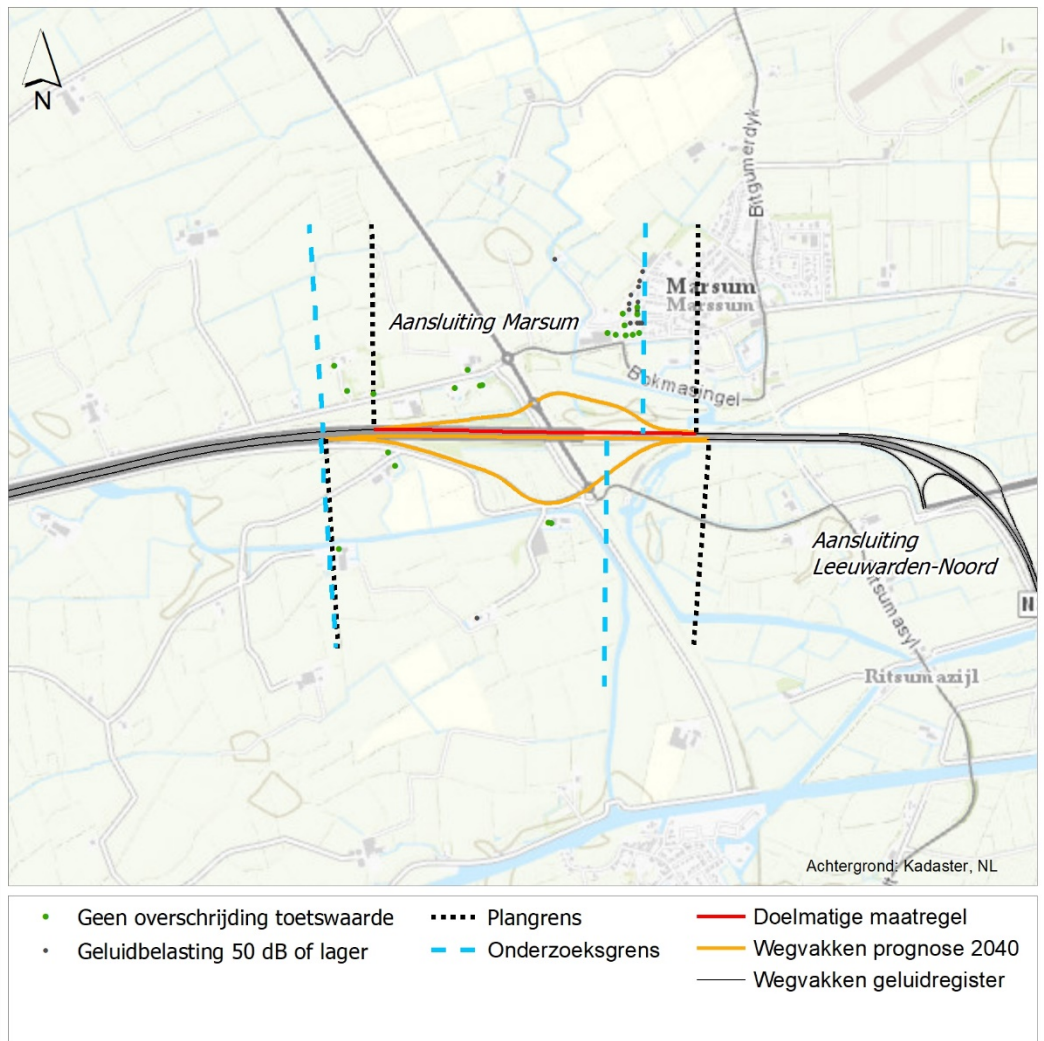 N
Bitgumerdyk
Marsum
Marssum
Aansluiting Marsum
Bokmasingel
Aansluiting
Leeuwarden-Noord
N
Ritsumasyl
Ritsumazijl
Achtergrond: Kadaster, NL
Geen overschrijding toetswaarde
Geluidbelasting 50 dB of lager
Plangrens
Onderzoeksgrens
Doelmatige maatregel
Wegvakken prognose 2040
Wegvakken geluidregister